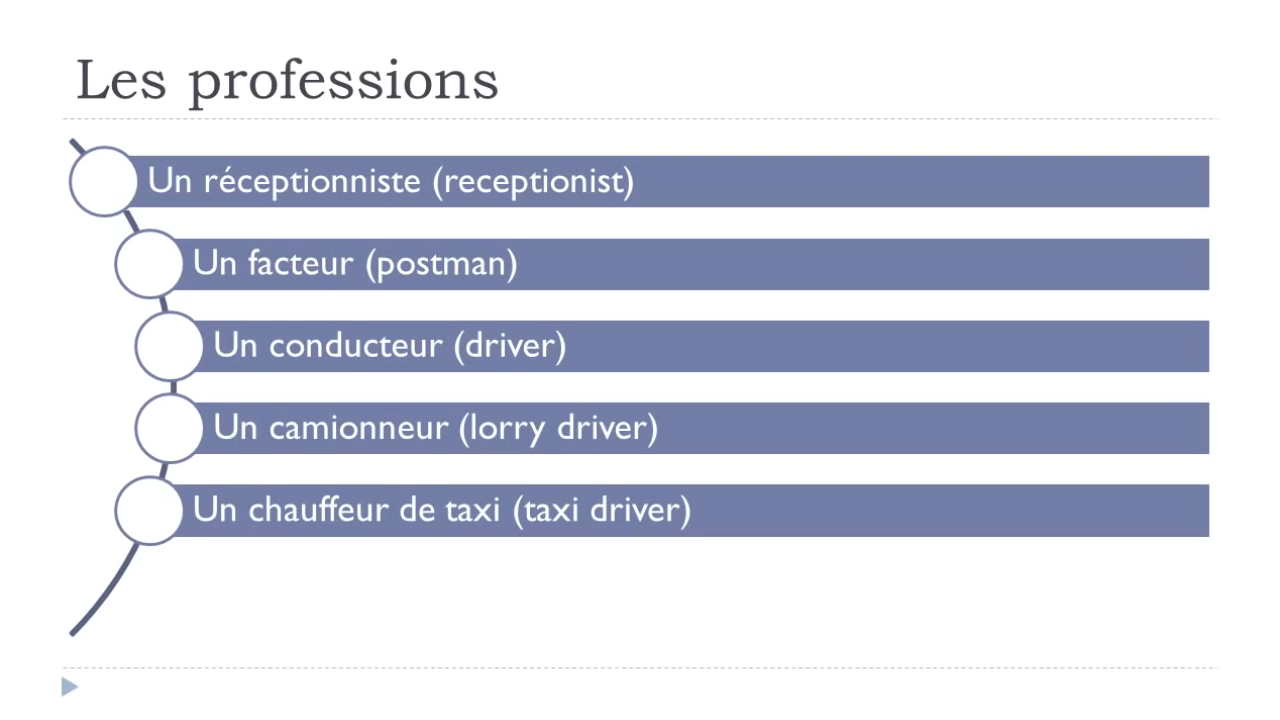 Les professions
Un réceptionniste (receptionist)
Un facteur (postman)
Un conducteur (driver)
Un camionneur (lorry driver)
Un chauffeur de taxi (taxi driver)